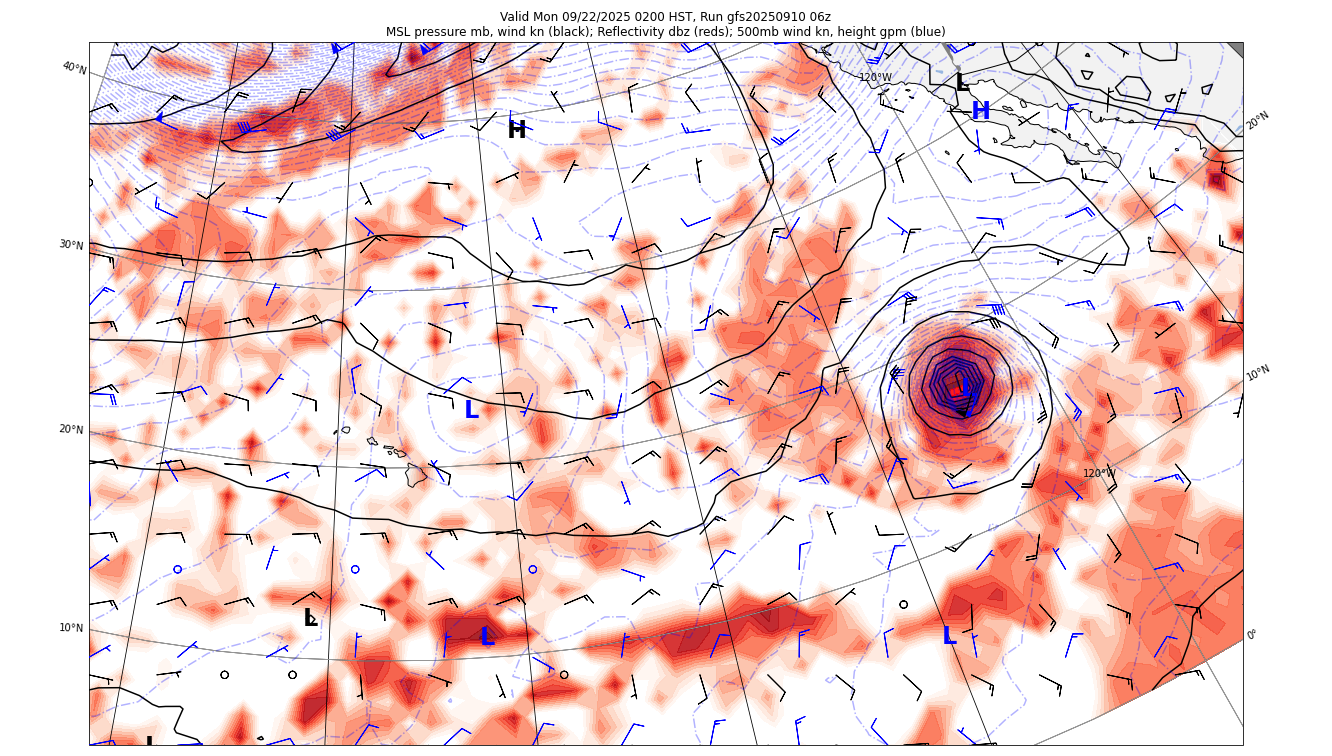 Valid Mon 09/22/2025 0200 HST, Run gfs20250910 06z
MSL pressure mb, wind kn (black); Reflectivity dbz (reds); 500mb wind kn, height gpm (blue)
40°N
120°W
L
H
20°N
H
30°N
10°N
L
L
20°N
120°W
L
10°N
L
L
0°
L